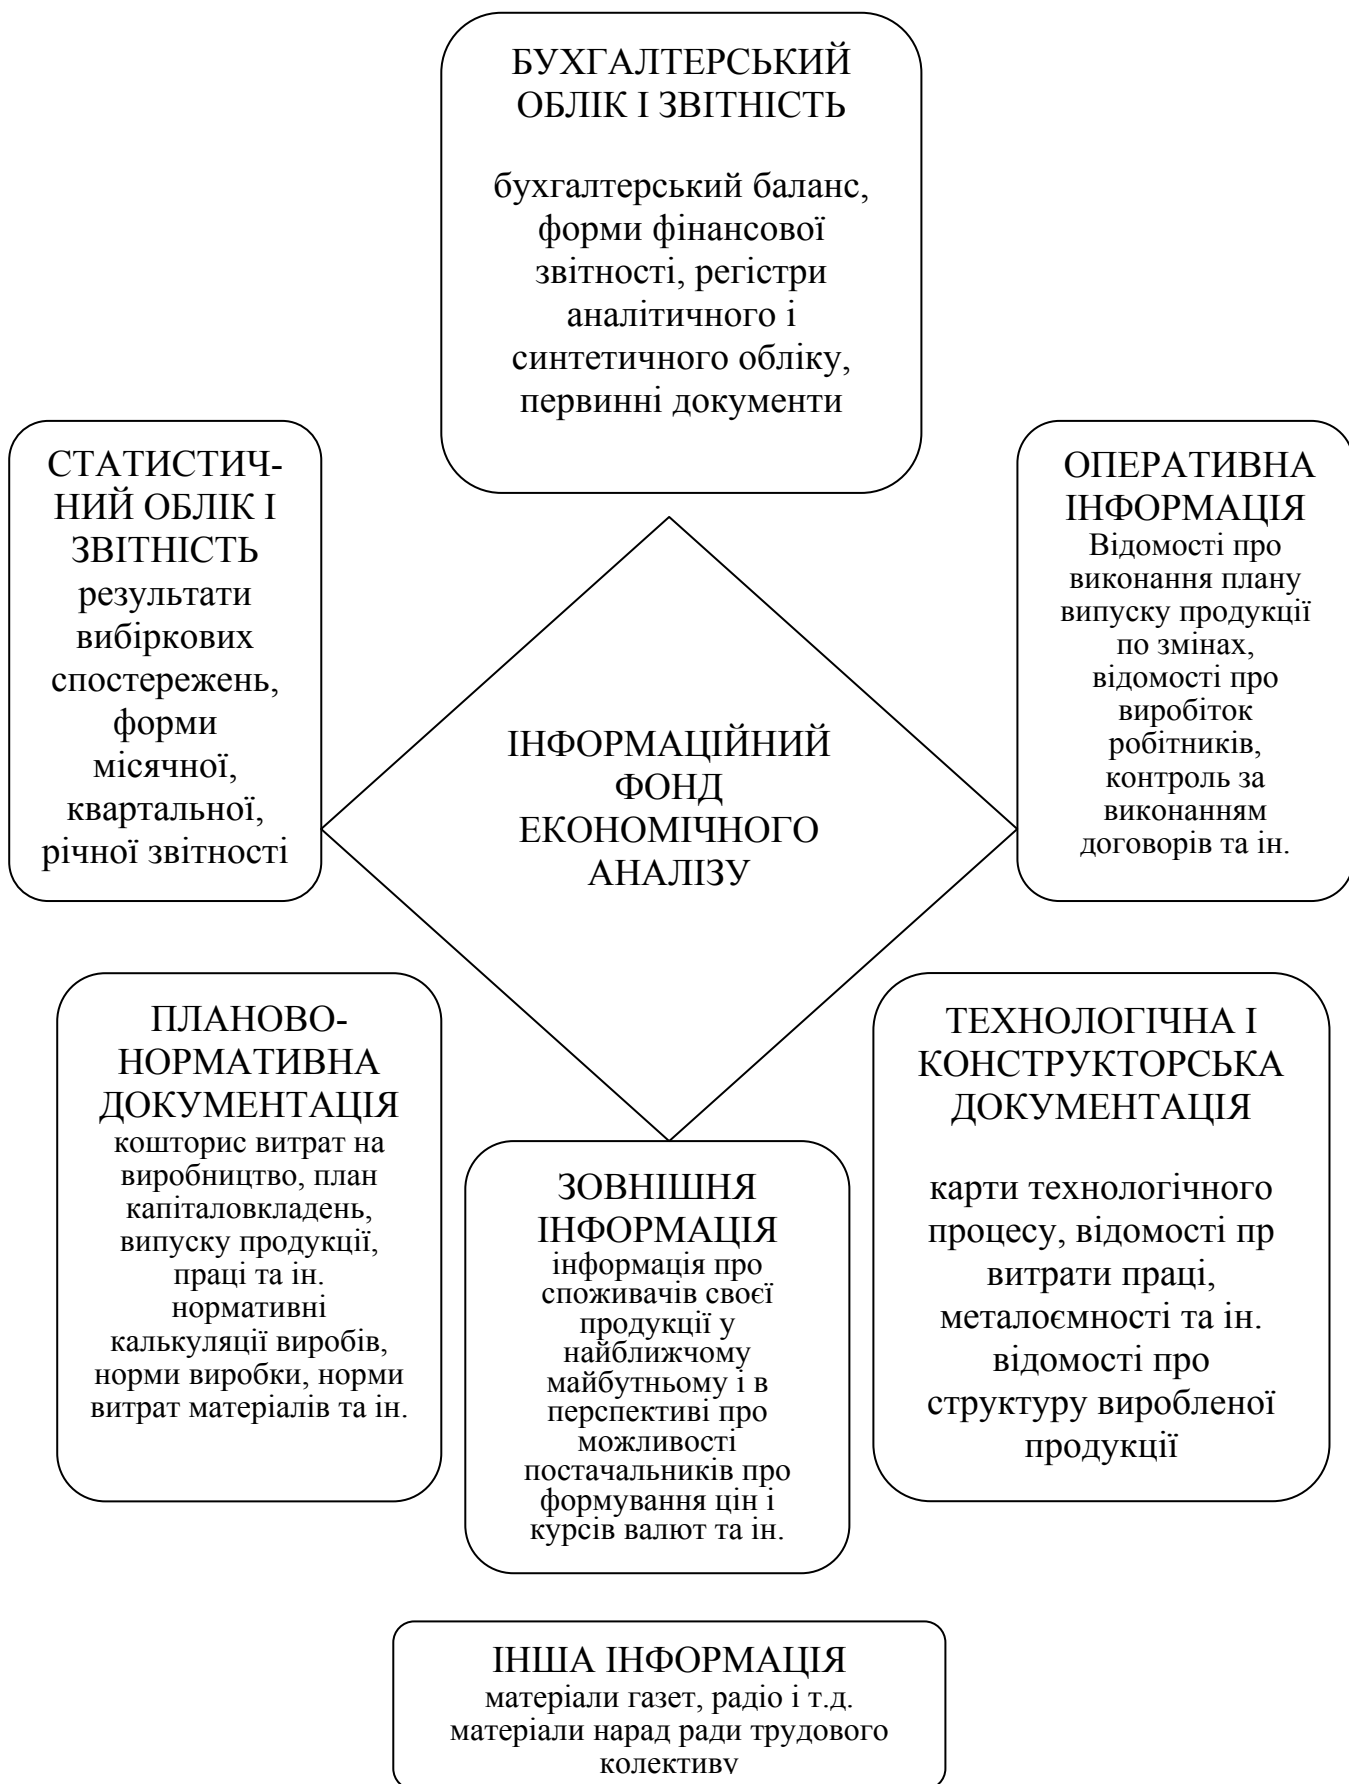 БУХГАЛТЕРСЬКИЙ
ОБЛІК І ЗВІТНІСТЬ
бухгалтерський баланс,
форми фінансової
звітності, регістри
аналітичного і
синтетичного обліку,
первинні документи
СТАТИСТИЧ-
НИЙ ОБЛІК І
ЗВІТНІСТЬ
результати
вибіркових
спостережень,
форми
місячної,
квартальної,
річної звітності
ОПЕРАТИВНА
ІНФОРМАЦІЯ
Відомості про
виконання плану
випуску продукції
по змінах,
відомості про
виробіток
робітників,
контроль за
виконанням
договорів та ін.
ІНФОРМАЦІЙНИЙ
ФОНД
ЕКОНОМІЧНОГО
АНАЛІЗУ
ПЛАНОВО-
НОРМАТИВНА
ДОКУМЕНТАЦІЯ
кошторис витрат на
виробництво, план
капіталовкладень,
випуску продукції,
праці та ін.
нормативні
калькуляції виробів,
норми виробки, норми
витрат матеріалів та ін.
ЗОВНІШНЯ
ІНФОРМАЦІЯ
інформація про
споживачів своєї
продукції у
найближчому
майбутньому і в
перспективі про
можливості
постачальників про
формування цін і
курсів валют та ін.
ТЕХНОЛОГІЧНА І
КОНСТРУКТОРСЬКА
ДОКУМЕНТАЦІЯ
карти технологічного
процесу, відомості пр
витрати праці,
металоємності та ін.
відомості про
структуру виробленої
продукції
ІНША ІНФОРМАЦІЯ
матеріали газет, радіо і т.д.
матеріали нарад ради трудового
колективу